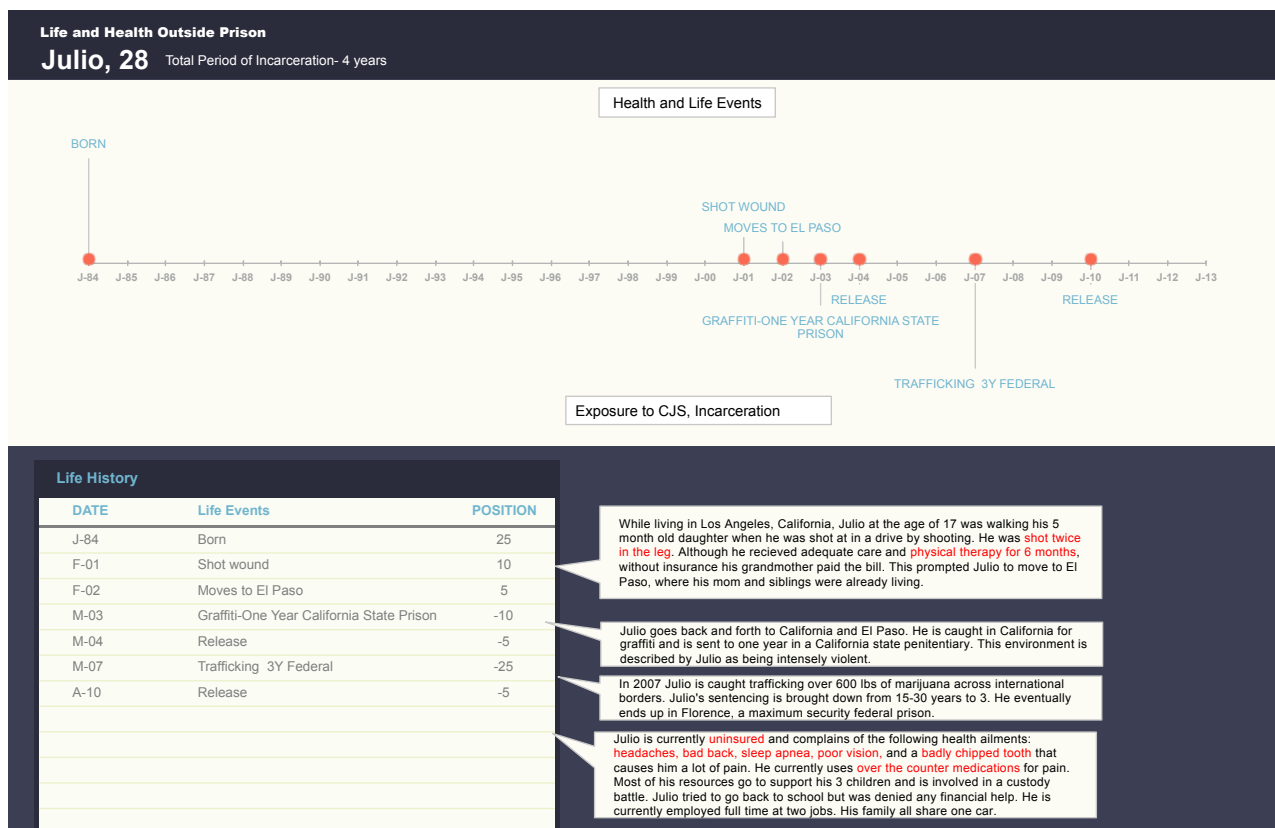 Life and Health Outside Prison
Julio, 28 Total Period of Incarceration- 4 years
Health and Life Events
BORN
SHOT WOUND
MOVES TO EL PASO
J-84 J-85 J-86 J-87 J-88 J-89 J-90 J-91 J-92 J-93 J-94 J-95 J-96 J-97 J-98 J-99 J-00 J-01 J-02 J-03 J-04 J-05 J-06 J-07 J-08 J-09 J-10 J-11 J-12 J-13
RELEASE RELEASE
GRAFFITI-ONE YEAR CALIFORNIA STATE
PRISON
TRAFFICKING 3Y FEDERAL
Exposure to CJS, Incarceration
Life History
DATE Life Events POSITION
J-84 Born 25
F-01 Shot wound 10
F-02 Moves to El Paso 5
M-03 Graffiti-One Year California State Prison -10
M-04 Release -5
M-07 Trafficking 3Y Federal -25
A-10 Release -5
While living in Los Angeles, California, Julio at the age of 17 was walking his 5
month old daughter when he was shot at in a drive by shooting. He was shot twice
in the leg. Although he recieved adequate care and physical therapy for 6 months,
without insurance his grandmother paid the bill. This prompted Julio to move to El
Paso, where his mom and siblings were already living.
Julio goes back and forth to California and El Paso. He is caught in California for
graffiti and is sent to one year in a California state penitentiary. This environment is
described by Julio as being intensely violent.
In 2007 Julio is caught trafficking over 600 lbs of marijuana across international
borders. Julio's sentencing is brought down from 15-30 years to 3. He eventually
ends up in Florence, a maximum security federal prison.
Julio is currently uninsured and complains of the following health ailments:
headaches, bad back, sleep apnea, poor vision, and a badly chipped tooth that
causes him a lot of pain. He currently uses over the counter medications for pain.
Most of his resources go to support his 3 children and is involved in a custody
battle. Julio tried to go back to school but was denied any financial help. He is
currently employed full time at two jobs. His family all share one car.